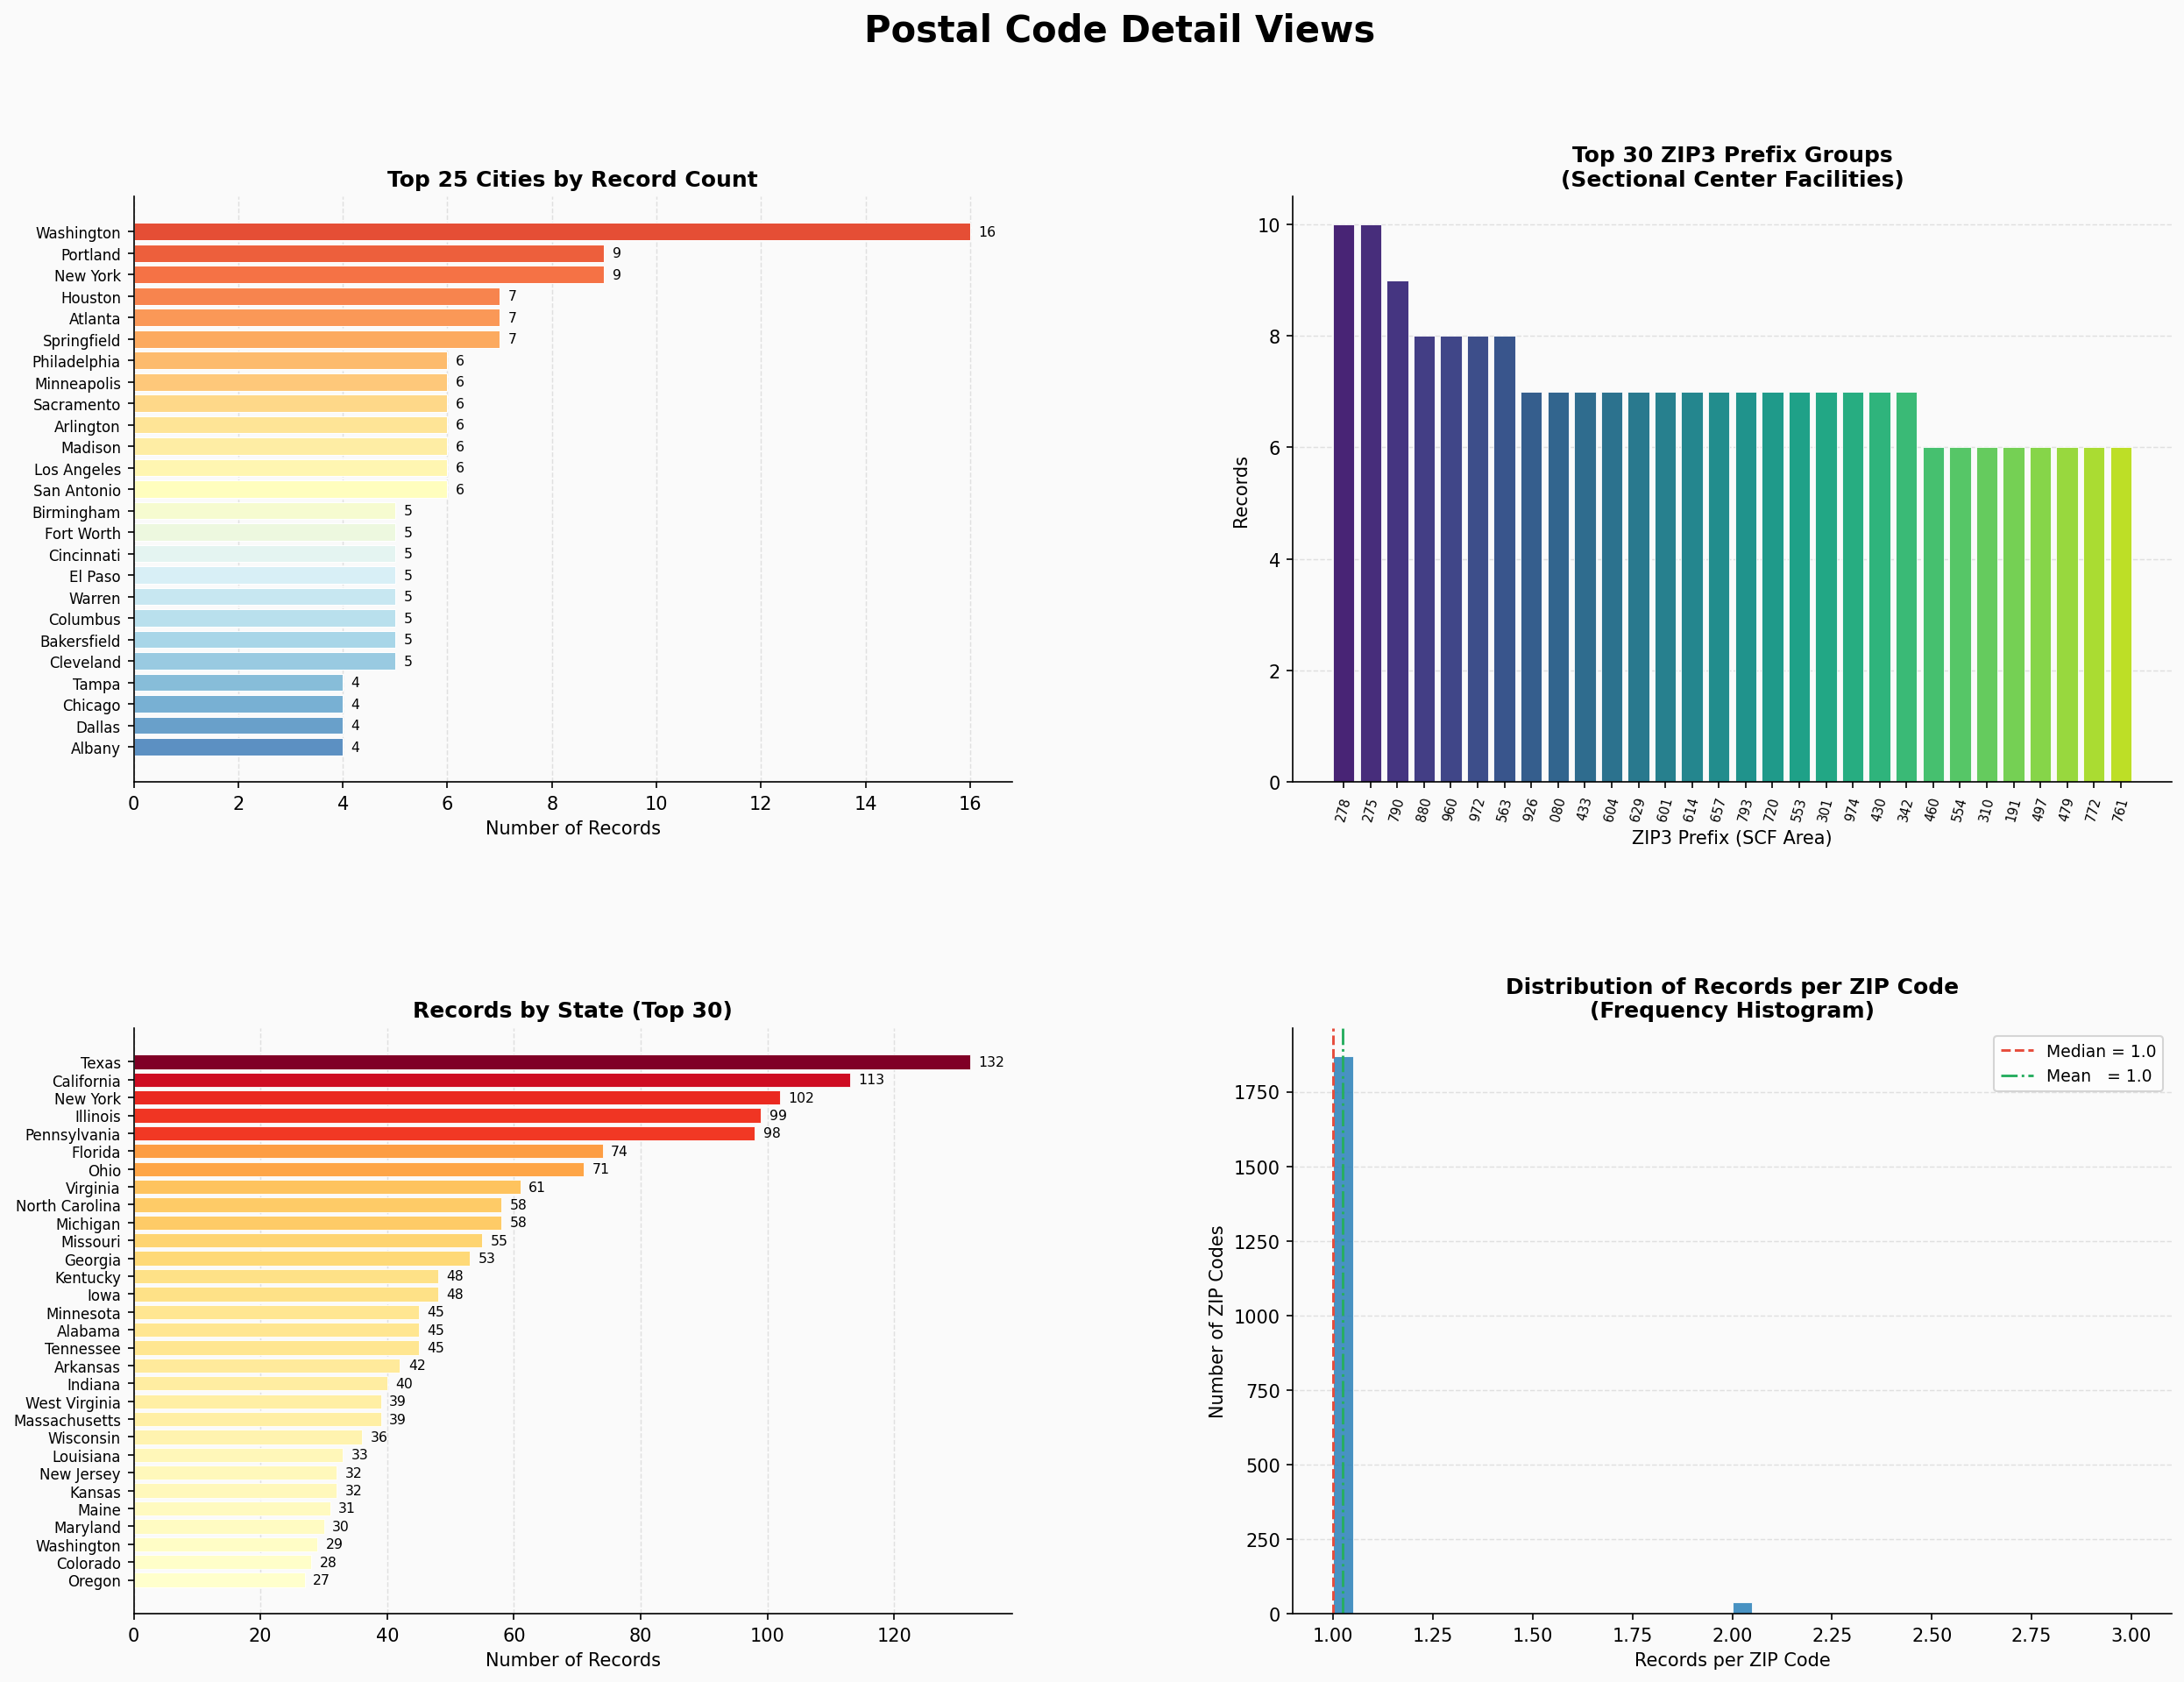 Postal Code Detail Views
Top 25 Cities by Record Count
Washington 16
Portland 9
New York 9
Houston 7
Atlanta 7
Springfield 7
Philadelphia 6
Minneapolis 6
Sacramento 6
Arlington 6
Madison 6
Los Angeles 6
San Antonio 6
Birmingham 5
Fort Worth 5
Cincinnati 5
El Paso 5
Warren 5
Columbus 5
Bakersfield 5
Cleveland 5
Tampa 4
Chicago 4
Dallas 4
Albany 4
0 2 4 6 8 10 12 14 16
Number of Records
Top 30 ZIP3 Prefix Groups
(Sectional Center Facilities)
Records
10
8
6
4
2
0
278 275 790 880 960 972 563 926 080 433 604 629 601 614 657 793 720 553 301 974 430 342 460 554 310 191 497 479 772 761
ZIP3 Prefix (SCF Area)
Records by State (Top 30)
Texas 132
California 113
New York 102
Illinois 99
Pennsylvania 98
Florida 74
Ohio 71
Virginia 61
North Carolina 58
Michigan 58
Missouri 55
Georgia 53
Kentucky 48
Iowa 48
Minnesota 45
Alabama 45
Tennessee 45
Arkansas 42
Indiana 40
West Virginia 39
Massachusetts 39
Wisconsin 36
Louisiana 33
New Jersey 32
Kansas 32
Maine 31
Maryland 30
Washington 29
Colorado 28
Oregon 27
0 20 40 60 80 100 120
Number of Records
Distribution of Records per ZIP Code
(Frequency Histogram)
Median = 1.0
Mean = 1.0
Number of ZIP Codes
1750
1500
1250
1000
750
500
250
0
1.00 1.25 1.50 1.75 2.00 2.25 2.50 2.75 3.00
Records per ZIP Code